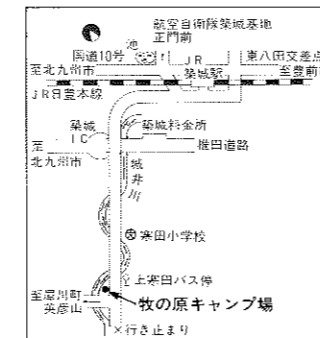 航空自衛隊築城基地
正門前
池
国道10号
JR
東八田交差点
至北九州市
築城駅
至豊前市
JR日豊本線
築城
IC
築城料金所
至
北九州市
椎田道路
城井川
寒田小学校
上寒田バス停
至犀川町
英彦山
牧の原キャンプ場
×行き止まり